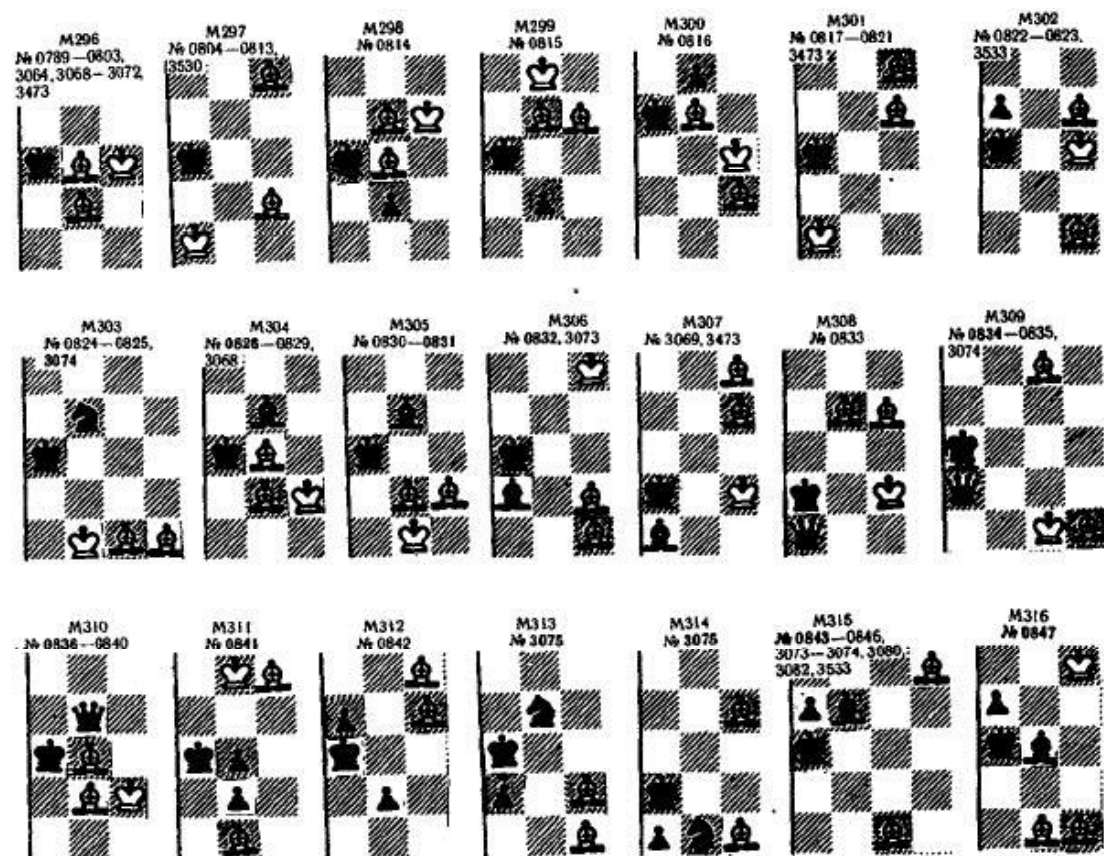 M296
№ 0789—0803,
3064, 3068—3072,
3473
M297
№ 0804—0813,
3530
M298
№ 0814
M299
№ 0815
M300
№ 0816
M301
№ 0817—0821
3473
M302
№ 0822—0823,
3533
M303
№ 0824—0825,
3074
M304
№ 0826—0829,
3068
M305
№ 0830—0831
M306
№ 0832, 3073
M307
№ 3069, 3473
M308
№ 0833
M309
№ 0834—0835,
3074
M310
№ 0836—0840
M311
№ 0841
M312
№ 0842
M313
№ 3075
M314
№ 3075
M315
№ 0843—0846,
3073—3074, 3080,
3082, 3533
M316
№ 0847